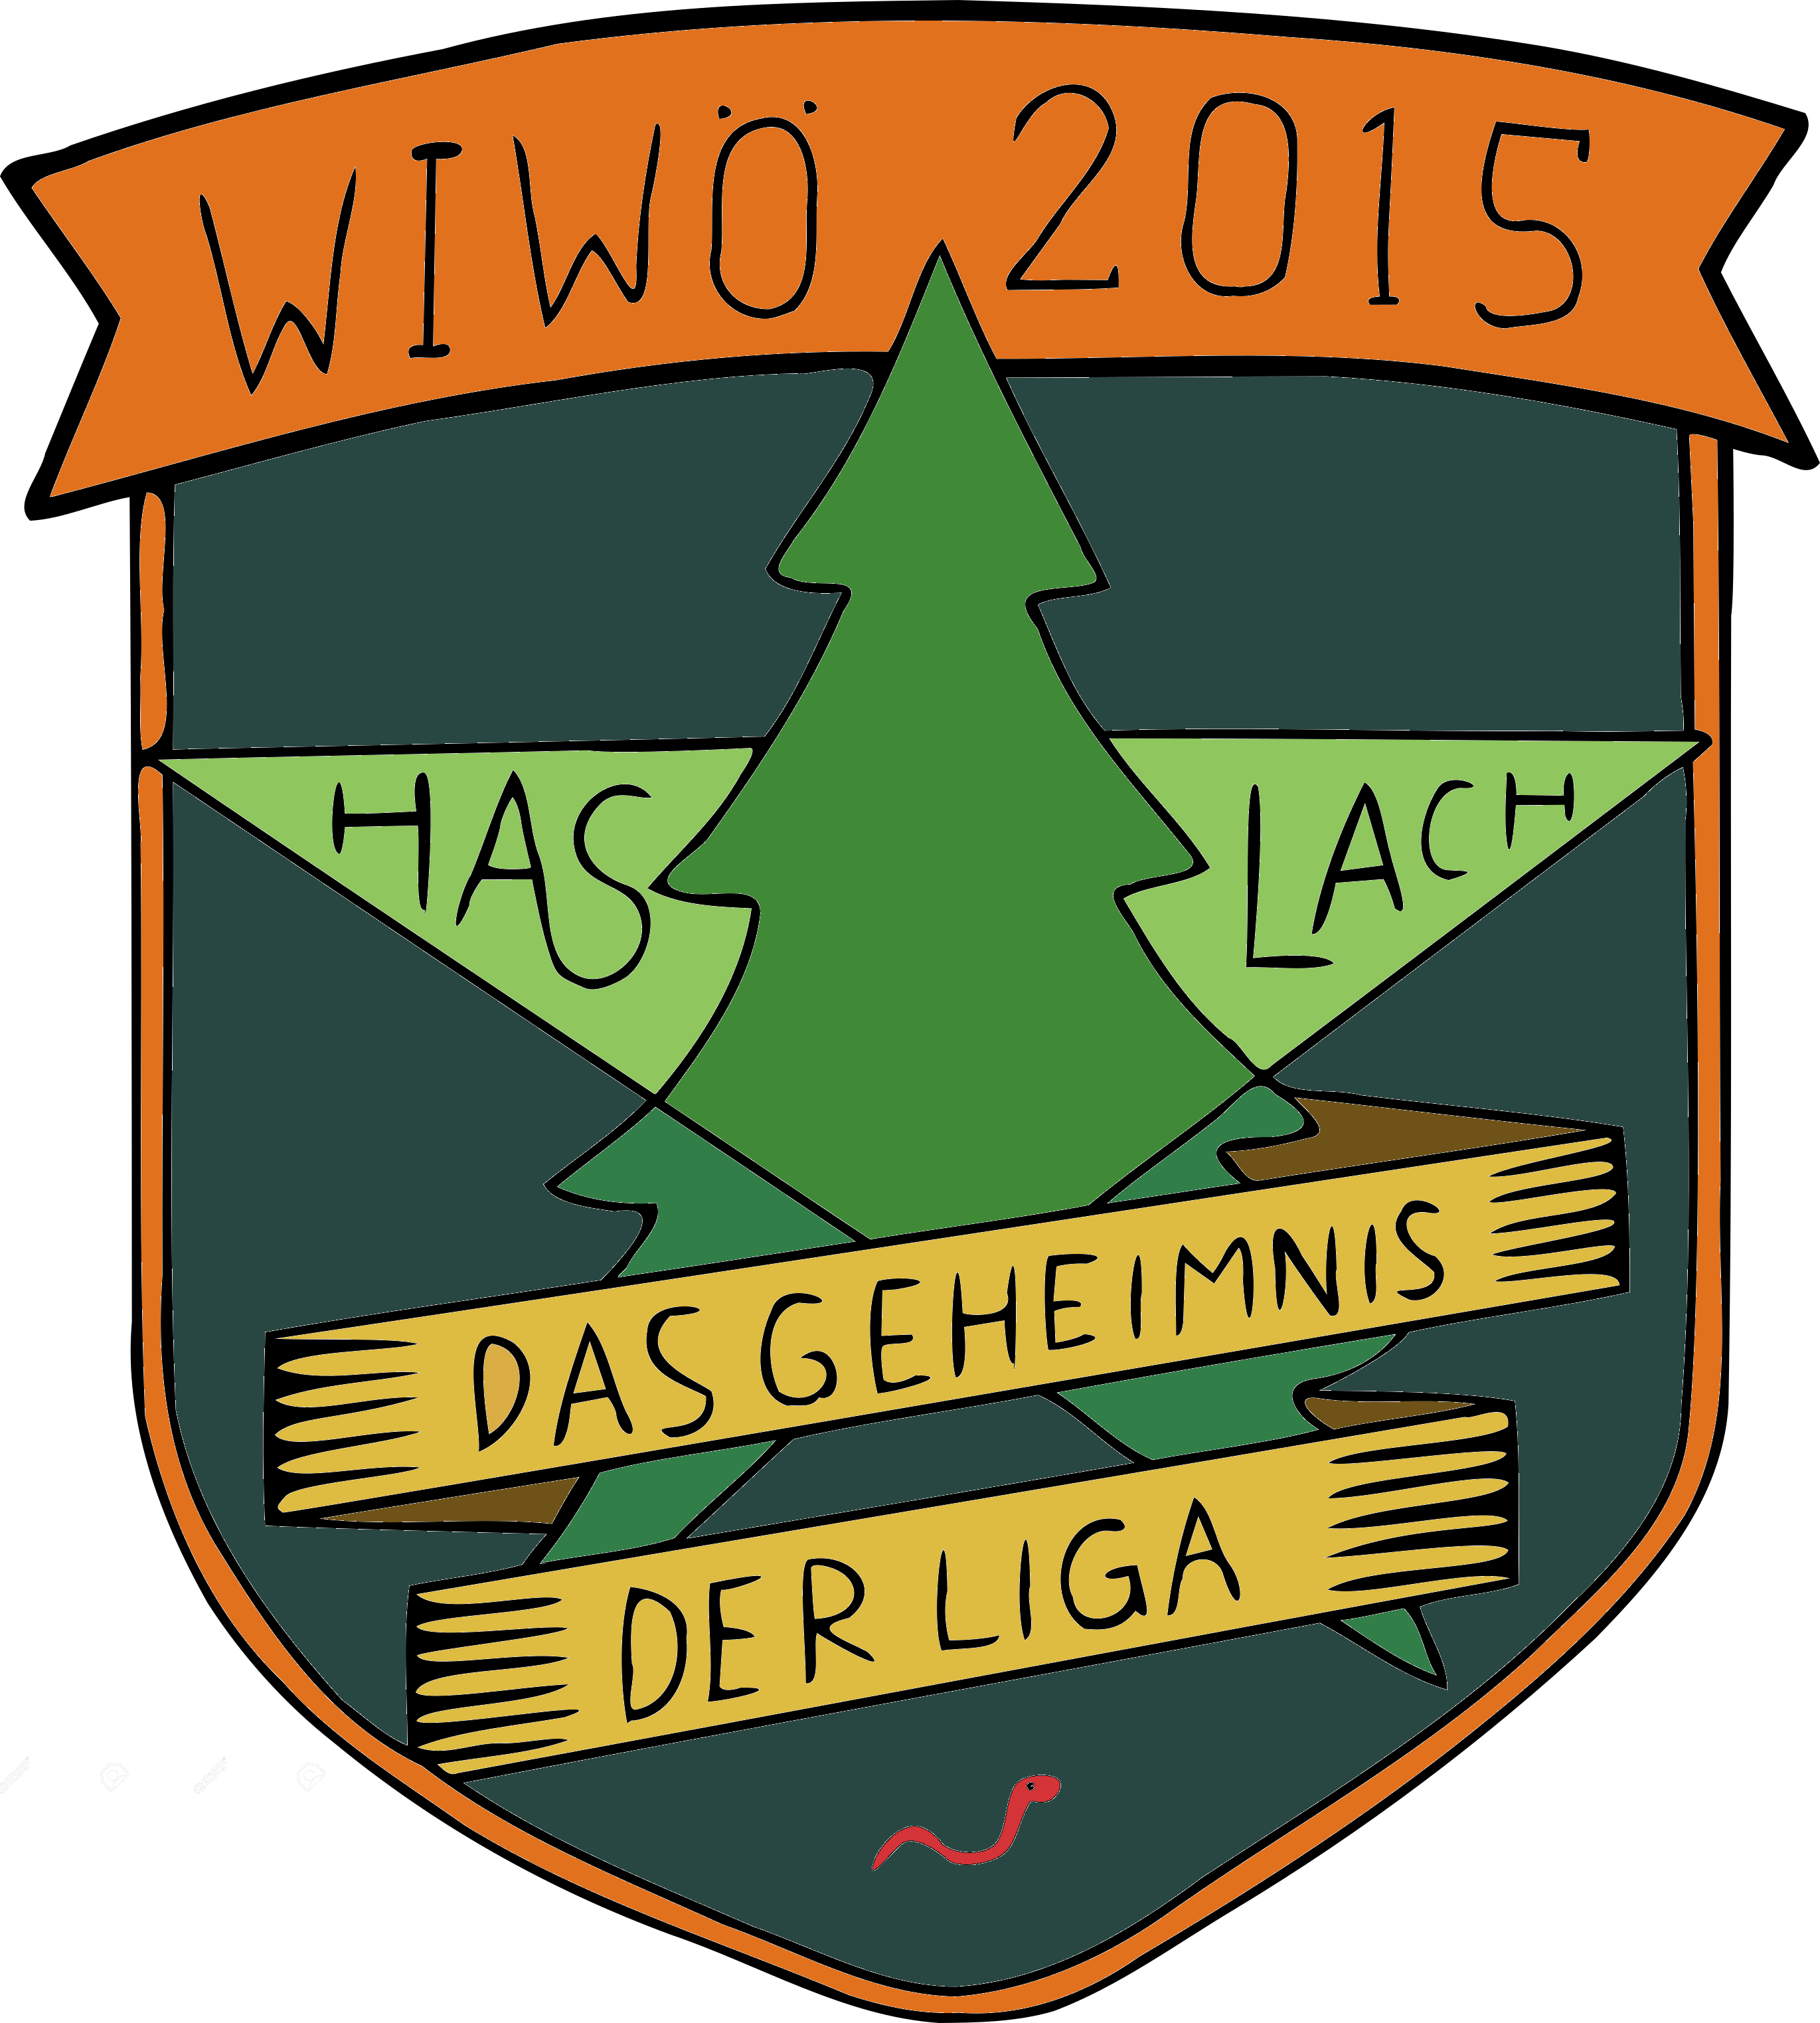 WIWÖ 2015
HAS LACH
DAS GEHEIMNIS
DER LIGA